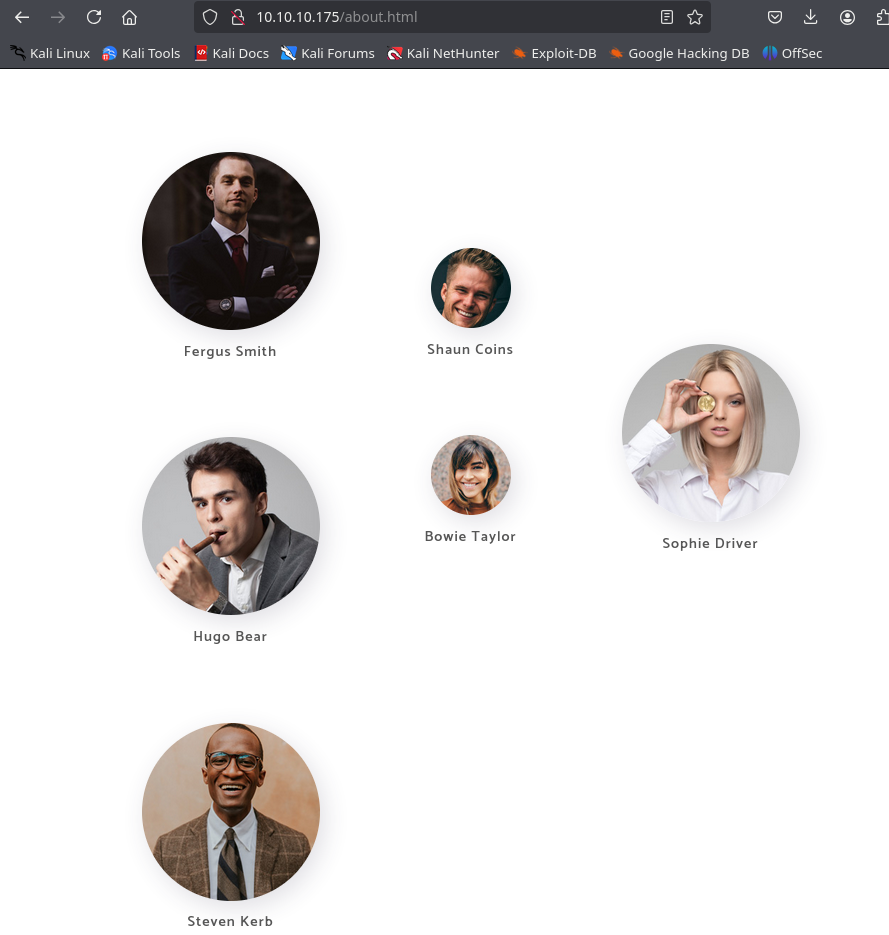 10.10.10.175/about.html
Kali Linux Kali Tools Kali Docs Kali Forums Kali NetHunter Exploit-DB Google Hacking DB OffSec
Fergus Smith
Shaun Coins
Sophie Driver
Hugo Bear
Bowie Taylor
Steven Kerb